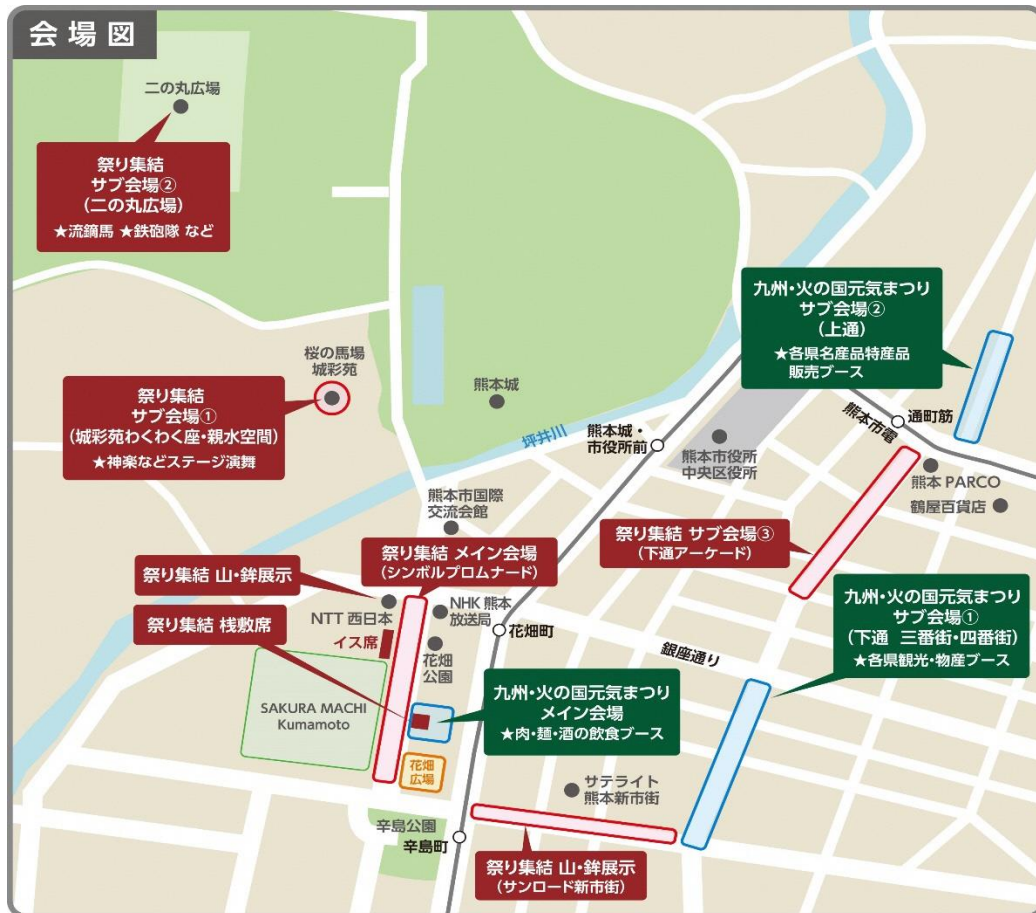 会場図
二の丸広場
祭り集結
サブ会場②
(二の丸広場)
★流鏑馬 ★鉄砲隊 など
九州・火の国元気まつり
サブ会場②
(上通)
★各県名産品特産品
販売ブース
桜の馬場
城彩苑
祭り集結
サブ会場①
(城彩苑わくわく座・親水空間)
★神楽などステージ演舞
熊本城
坪井川
熊本城・
市役所前
熊本市役所
中央区役所
熊本市電
通町筋
熊本 PARCO
鶴屋百貨店
熊本市国際
交流会館
祭り集結 メイン会場
(シンボルプロムナード)
祭り集結 サブ会場③
(下通アーケード)
祭り集結 山・鉾展示
NTT 西日本
NHK 熊本
放送局
花畑町
祭り集結 桟敷席
イス席
花畑
公園
銀座通り
九州・火の国元気まつり
サブ会場①
(下通 三番街・四番街)
★各県観光・物産ブース
SAKURA MACHI
Kumamoto
九州・火の国元気まつり
メイン会場
★肉・麺・酒の飲食ブース
花畑
広場
サテライト
熊本新市街
辛島公園
辛島町
祭り集結 山・鉾展示
(サンロード新市街)